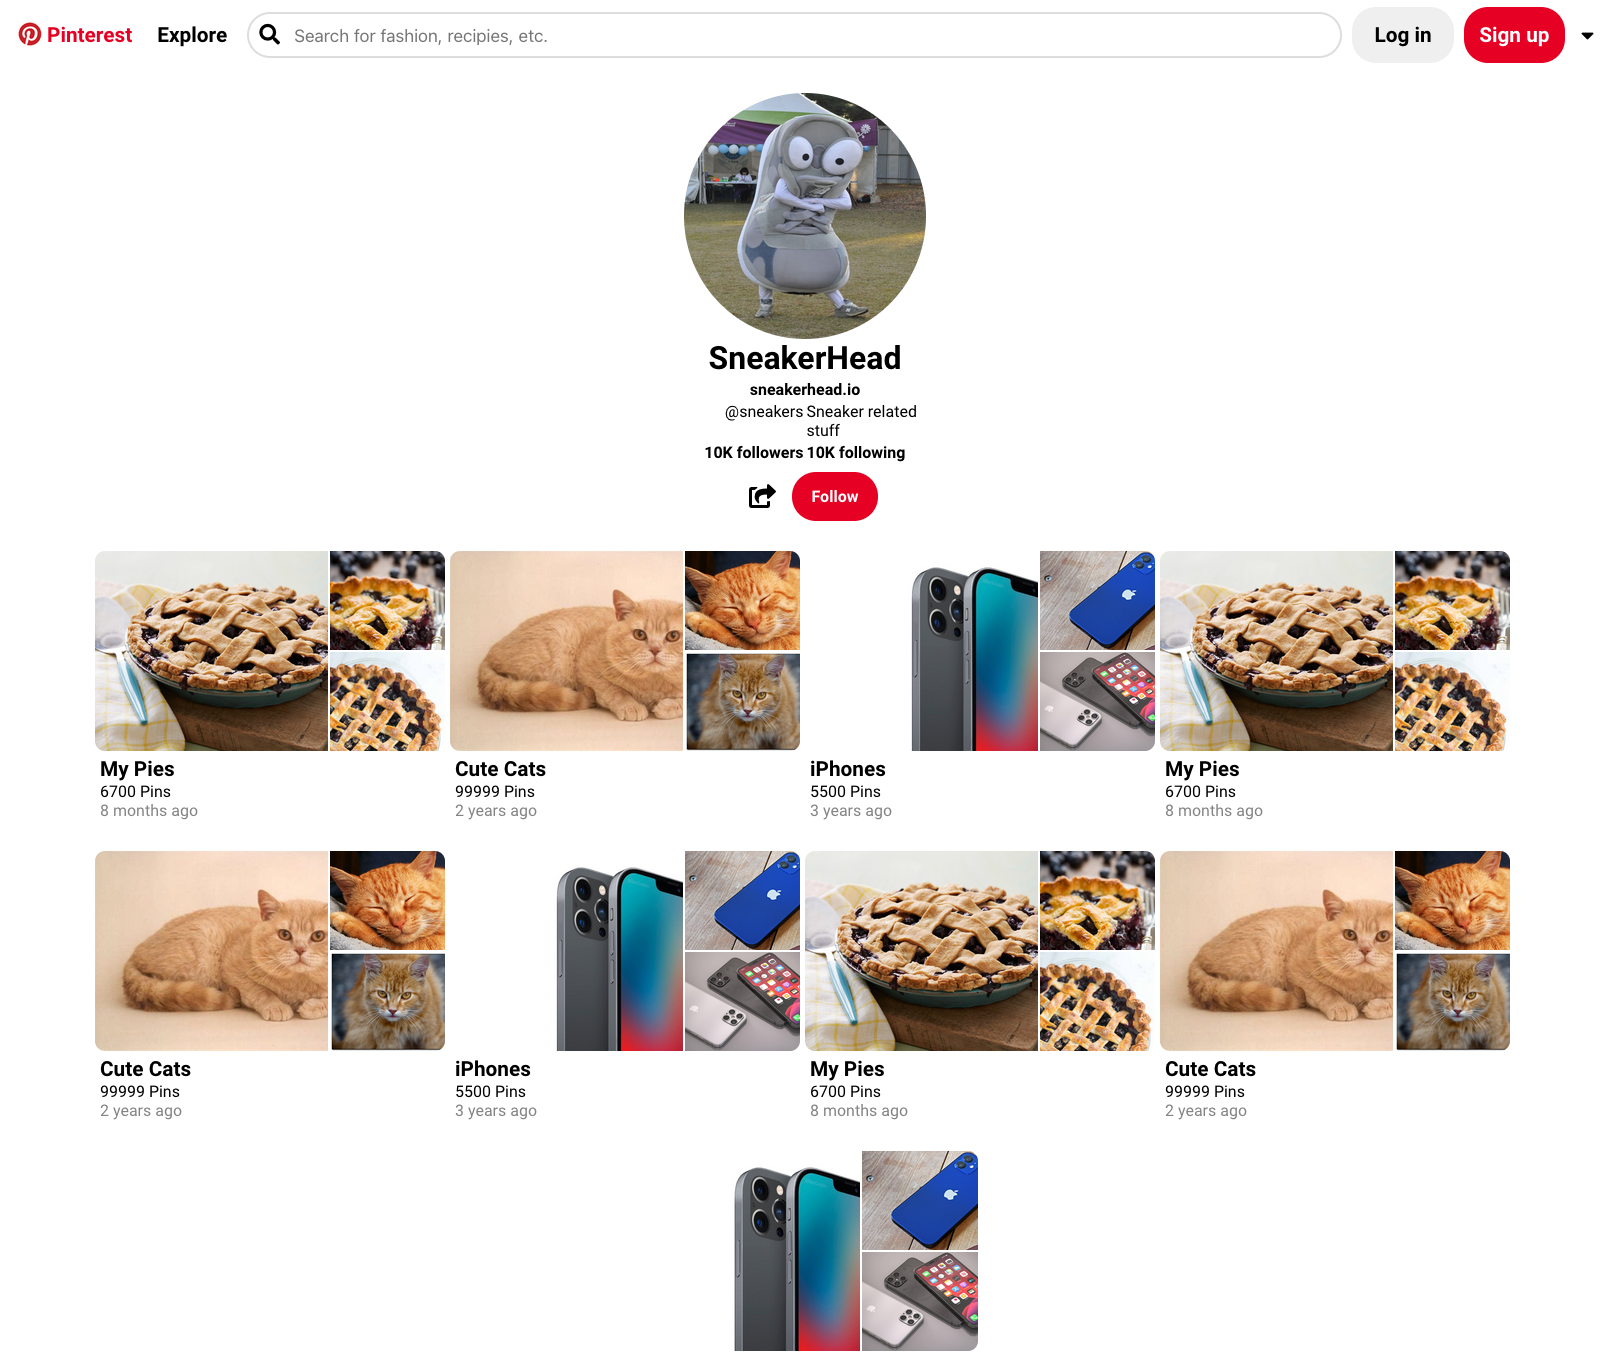 Pinterest Explore Search for fashion, recipies, etc. Log in Sign up
SneakerHead
sneakerhead.io
@sneakers Sneaker related
stuff
10K followers 10K following
Follow
My Pies
6700 Pins
8 months ago
Cute Cats
99999 Pins
2 years ago
iPhones
5500 Pins
3 years ago
My Pies
6700 Pins
8 months ago
Cute Cats
99999 Pins
2 years ago
iPhones
5500 Pins
3 years ago
My Pies
6700 Pins
8 months ago
Cute Cats
99999 Pins
2 years ago